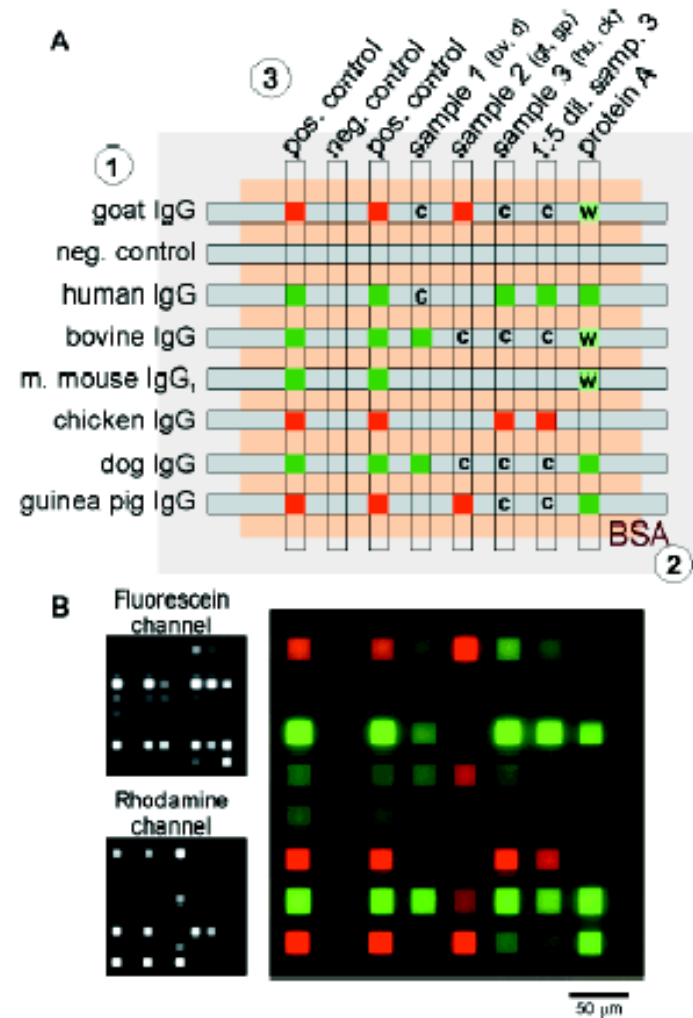 A
3
pos. control
neg. control
pos. control
sample 1 (bv, d)
sample 2 (gt, gp)
sample 3 (hu, ck)
1:5 dil. samp. 3
protein A
1
goat IgG
c
c
c
w
neg. control
human IgG
c
bovine IgG
c
c
c
w
m. mouse IgG₁
w
chicken IgG
dog IgG
c
c
c
guinea pig IgG
c
c
BSA
2
B
Fluorescein
channel
Rhodamine
channel
50 µm